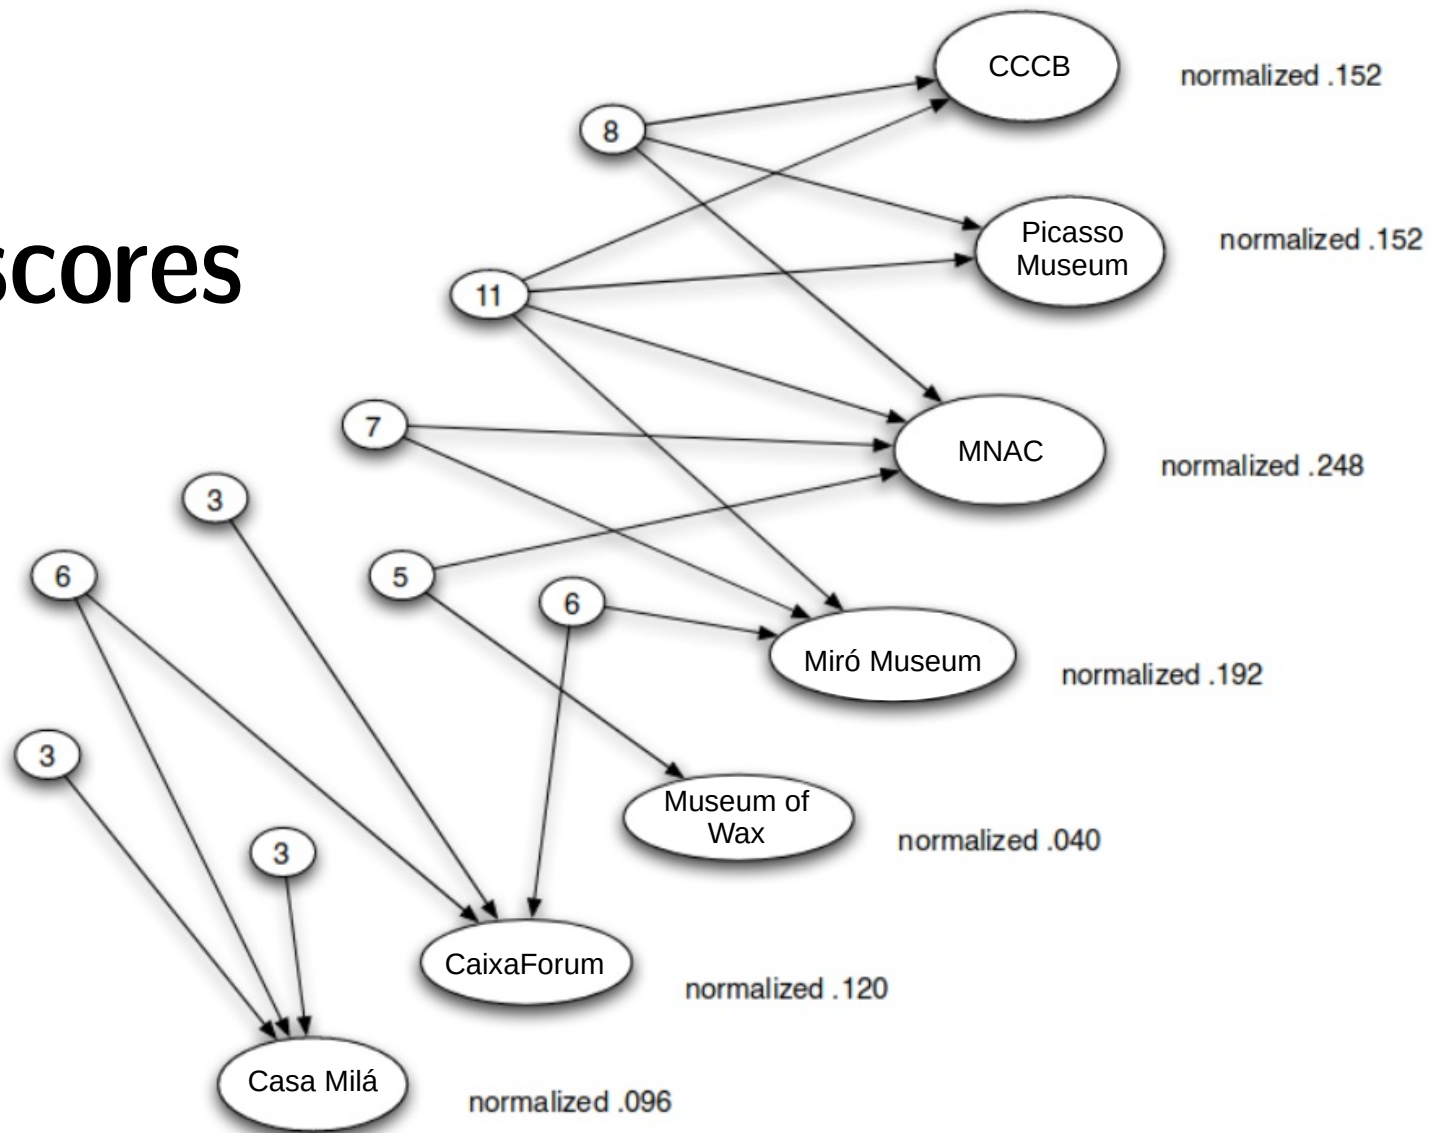 CCCB
normalized .152
8
Picasso
Museum
normalized .152
scores
11
7
MNAC
normalized .248
3
6
5
6
Miró Museum
normalized .192
3
Museum of
Wax
normalized .040
3
CaixaForum
normalized .120
Casa Milá
normalized .096